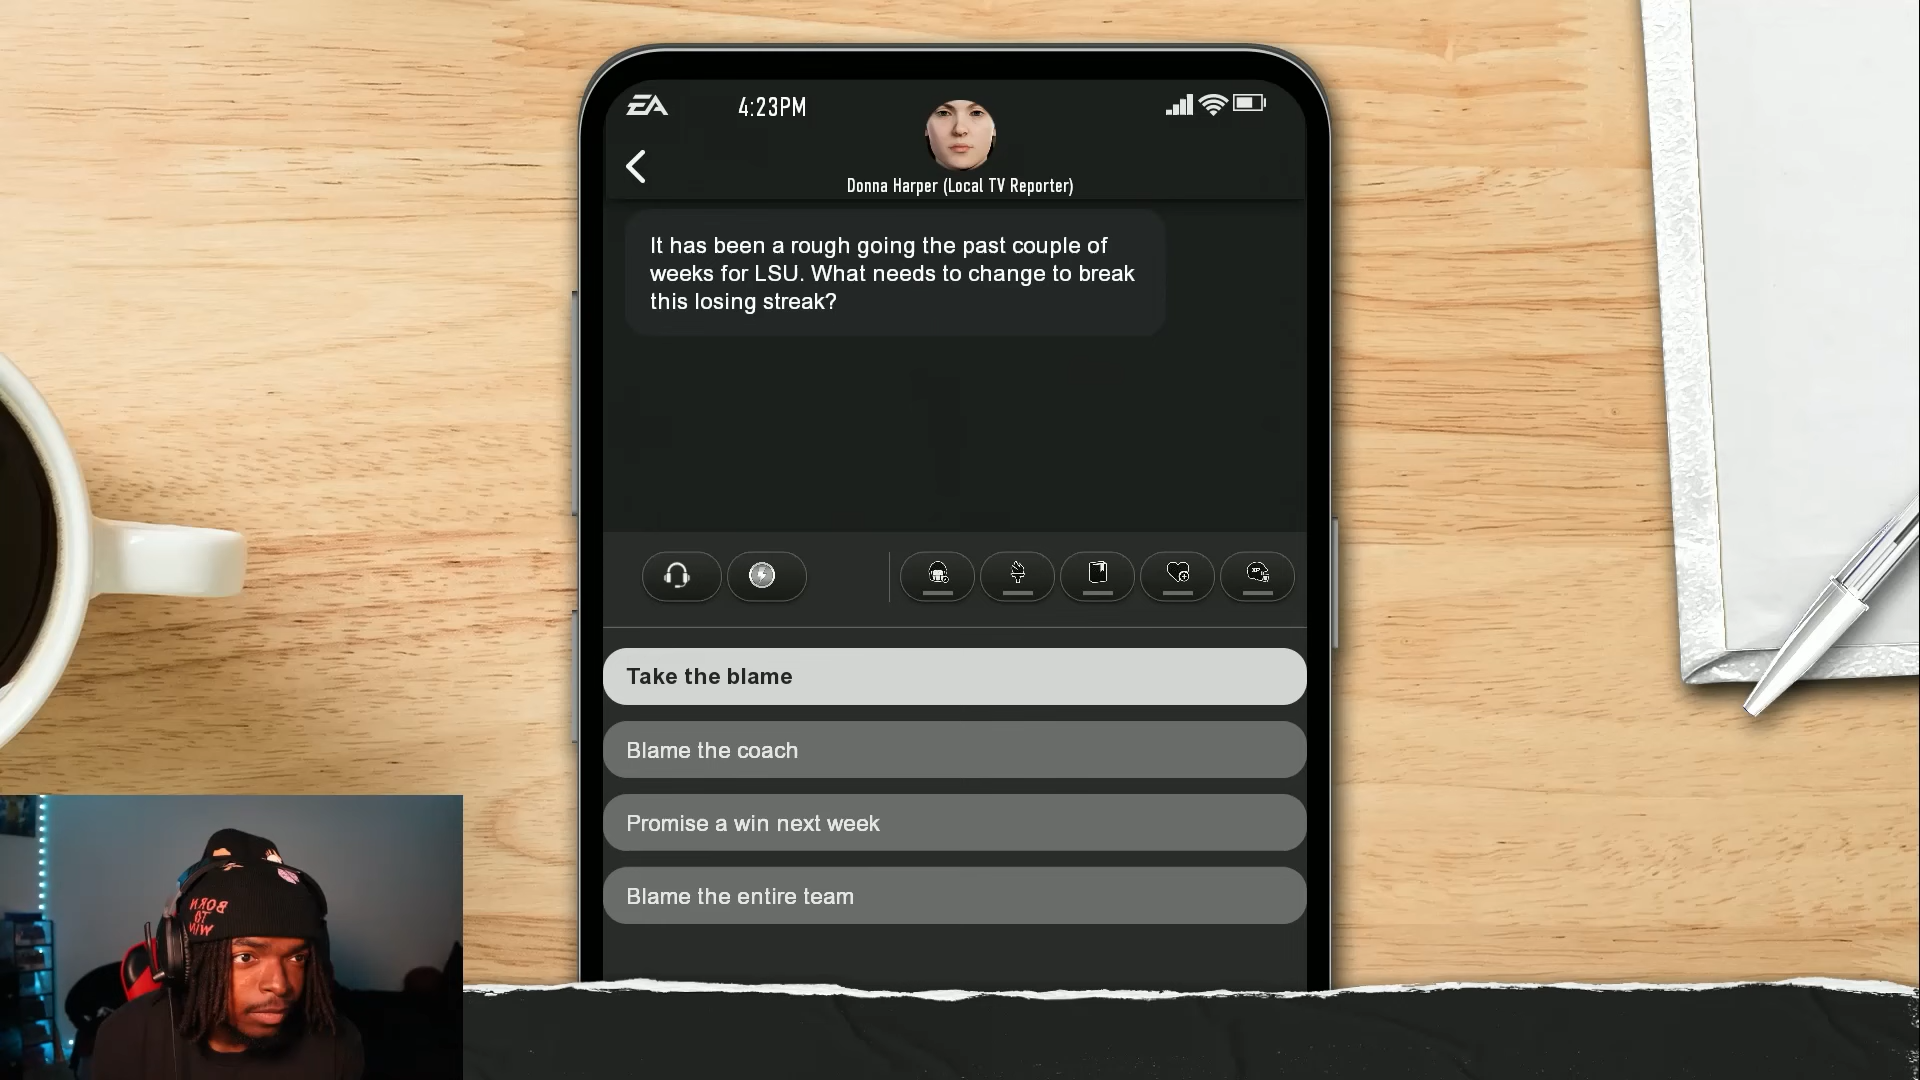 EA
4:23PM
Donna Harper (Local TV Reporter)
It has been a rough going the past couple of
weeks for LSU. What needs to change to break
this losing streak?
XP
Take the blame
Blame the coach
Promise a win next week
Blame the entire team
BORN
TO
WIN